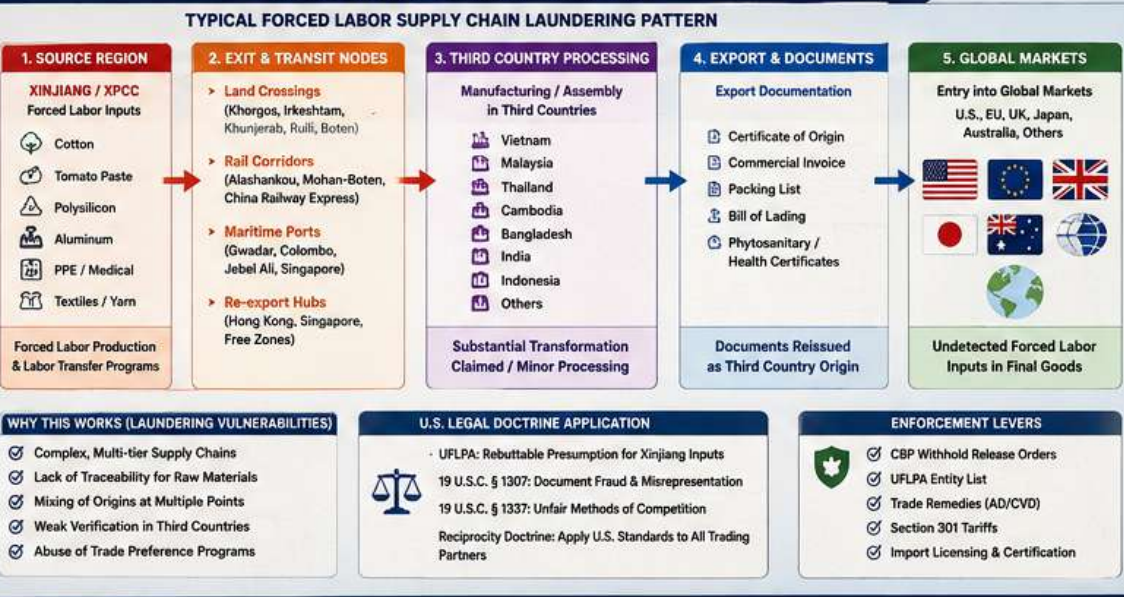 TYPICAL FORCED LABOR SUPPLY CHAIN LAUNDERING PATTERN
1. SOURCE REGION
XINJIANG / XPCC
Forced Labor Inputs
Cotton
Tomato Paste
Polysilicon
Aluminum
PPE / Medical
Textiles / Yarn
Forced Labor Production
& Labor Transfer Programs
2. EXIT & TRANSIT NODES
Land Crossings
(Khorgos, Irkeshtam,
Khunjerab, Ruili, Boten)
Rail Corridors
(Alashankou, Mohan-Boten,
China Railway Express)
Maritime Ports
(Gwadar, Colombo,
Jebel Ali, Singapore)
Re-export Hubs
(Hong Kong, Singapore,
Free Zones)
3. THIRD COUNTRY PROCESSING
Manufacturing / Assembly
in Third Countries
Vietnam
Malaysia
Thailand
Cambodia
Bangladesh
India
Indonesia
Others
Substantial Transformation
Claimed / Minor Processing
4. EXPORT & DOCUMENTS
Export Documentation
Certificate of Origin
Commercial Invoice
Packing List
Bill of Lading
Phytosanitary /
Health Certificates
Documents Reissued
as Third Country Origin
5. GLOBAL MARKETS
Entry into Global Markets
U.S., EU, UK, Japan,
Australia, Others
Undetected Forced Labor
Inputs in Final Goods
WHY THIS WORKS (LAUNDERING VULNERABILITIES)
Complex, Multi-tier Supply Chains
Lack of Traceability for Raw Materials
Mixing of Origins at Multiple Points
Weak Verification in Third Countries
Abuse of Trade Preference Programs
U.S. LEGAL DOCTRINE APPLICATION
· UFLPA: Rebuttable Presumption for Xinjiang Inputs
19 U.S.C. § 1307: Document Fraud & Misrepresentation
19 U.S.C. § 1337: Unfair Methods of Competition
Reciprocity Doctrine: Apply U.S. Standards to All Trading
Partners
ENFORCEMENT LEVERS
CBP Withhold Release Orders
UFLPA Entity List
Trade Remedies (AD/CVD)
Section 301 Tariffs
Import Licensing & Certification